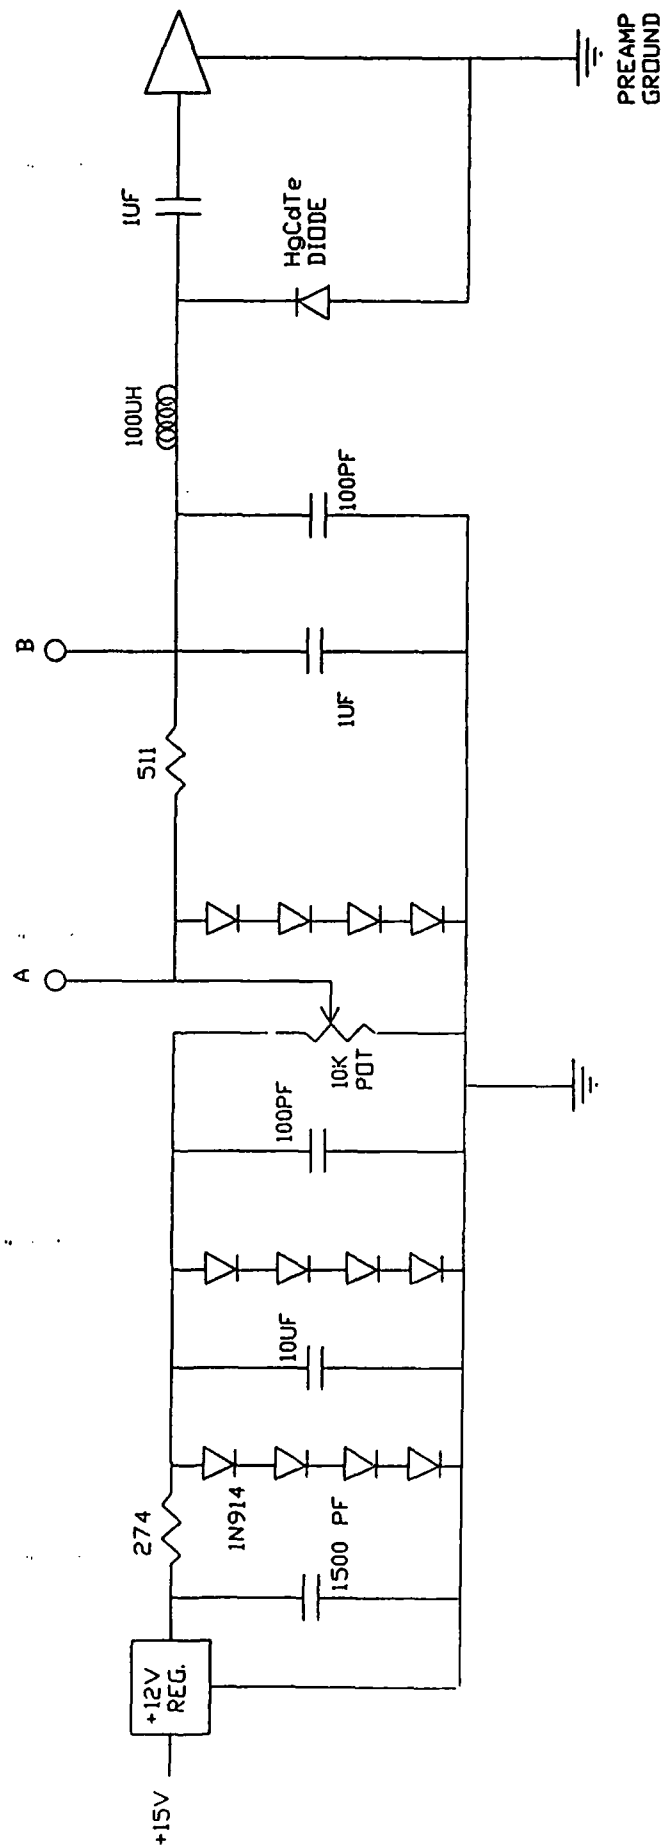 +15V
+12V
REG.
274
1500 PF
1N914
10UF
100PF
10K
POT
A
511
B
1UF
100PF
100UH
HgCdTe
DIODE
1UF
PREAMP
GROUND